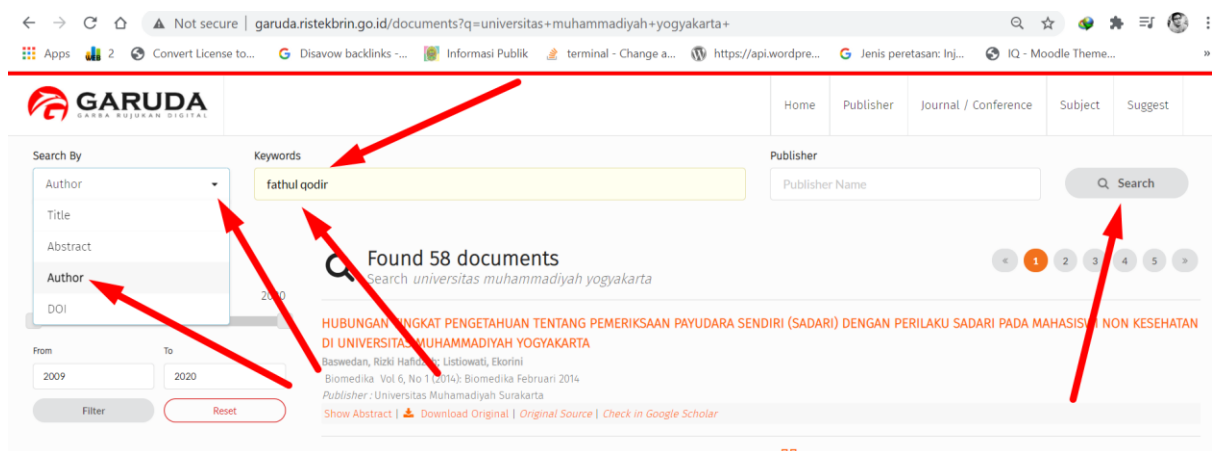 Not secure | garuda.ristekbrin.go.id/documents?q=universitas+muhammadiyah+yogyakarta+
Apps 2 Convert License to... Disavow backlinks -... Informasi Publik terminal - Change a... https://api.wordpre... Jenis peretasan: Inj... IQ - Moodle Theme... »
GARUDA
GARBA RUJUKAN DIGITAL
Home Publisher Journal / Conference Subject Suggest
Search By Keywords Publisher
Author fathul qodir Publisher Name Search
Title
Abstract
Author
DOI
Found 58 documents
Search universitas muhammadiyah yogyakarta
« 1 2 3 4 5 »
HUBUNGAN TINGKAT PENGETAHUAN TENTANG PEMERIKSAAN PAYUDARA SENDIRI (SADARI) DENGAN PERILAKU SADARI PADA MAHASISWI NON KESEHATAN
DI UNIVERSITAS MUHAMMADIYAH YOGYAKARTA
Baswedan, Rizki Listiowati, Ekorini
Biomedika Vol 6, No 1 (2014): Biomedika Februari 2014
Publisher : Universitas Muhamadiyah Surakarta
Show Abstract | Download Original | Original Source | Check in Google Scholar
From To
2009 2020
Filter Reset